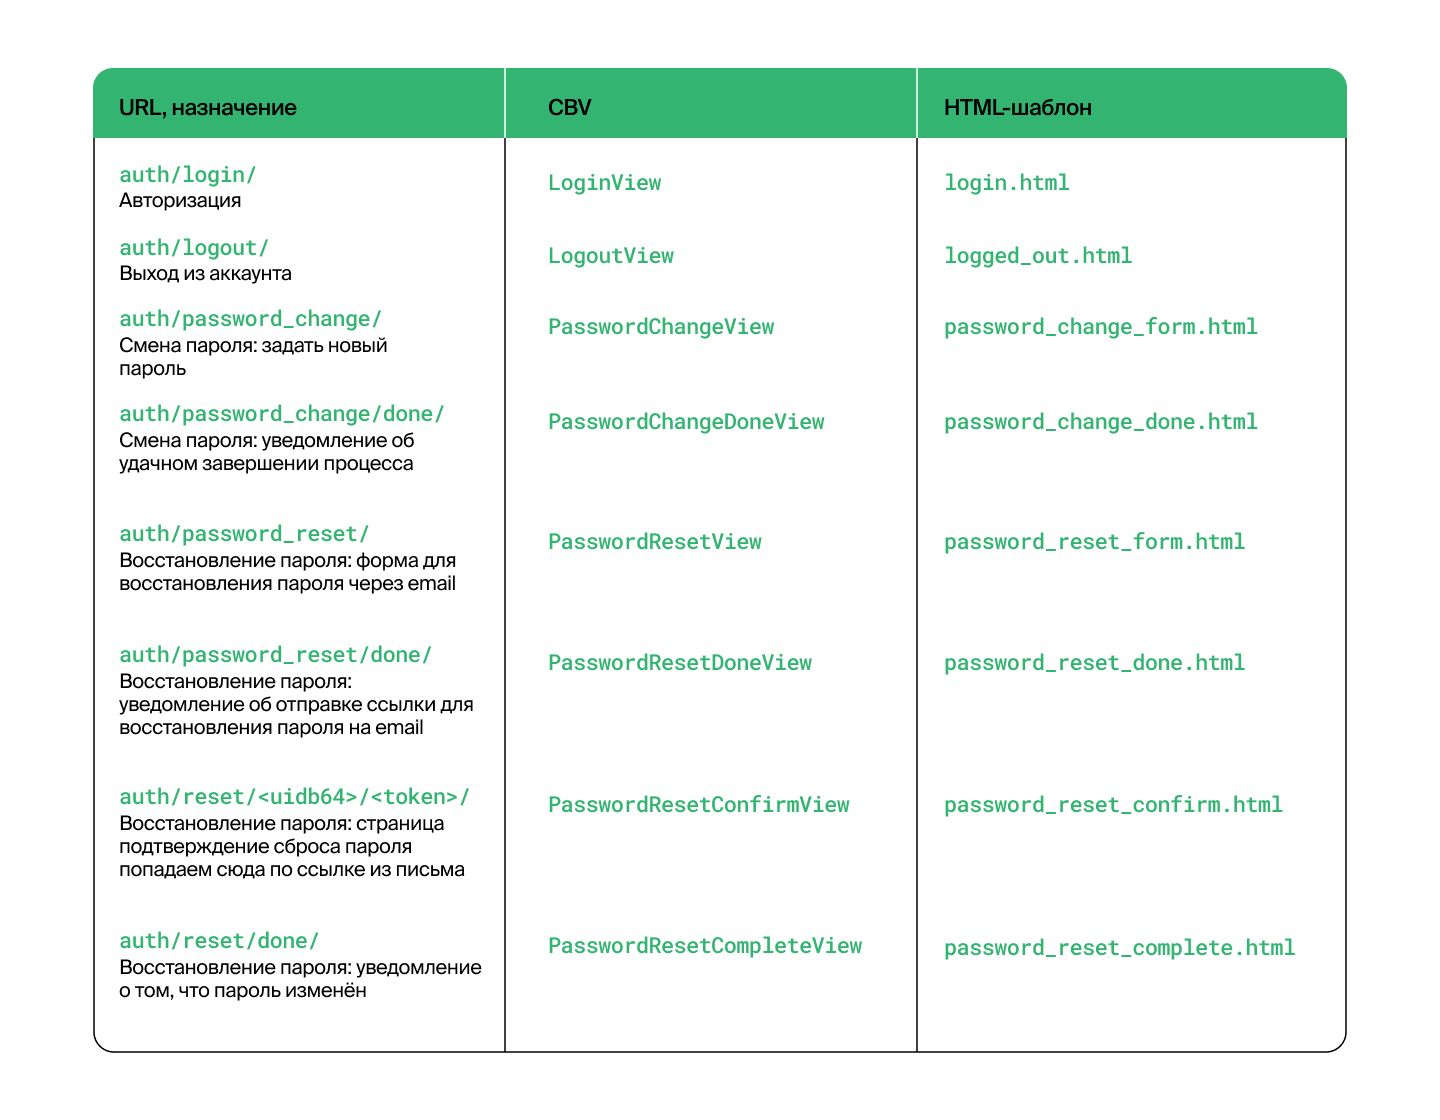 URL, назначение
CBV
HTML-шаблон
auth/login/
Авторизация
LoginView
login.html
auth/logout/
Выход из аккаунта
LogoutView
logged_out.html
auth/password_change/
Смена пароля: задать новый
пароль
PasswordChangeView
password_change_form.html
auth/password_change/done/
Смена пароля: уведомление об
удачном завершении процесса
PasswordChangeDoneView
password_change_done.html
auth/password_reset/
Восстановление пароля: форма для
восстановления пароля через email
PasswordResetView
password_reset_form.html
auth/password_reset/done/
Восстановление пароля:
уведомление об отправке ссылки для
восстановления пароля на email
PasswordResetDoneView
password_reset_done.html
auth/reset/<uidb64>/<token>/
Восстановление пароля: страница
подтверждение сброса пароля
попадаем сюда по ссылке из письма
PasswordResetConfirmView
password_reset_confirm.html
auth/reset/done/
Восстановление пароля: уведомление
о том, что пароль изменён
PasswordResetCompleteView
password_reset_complete.html